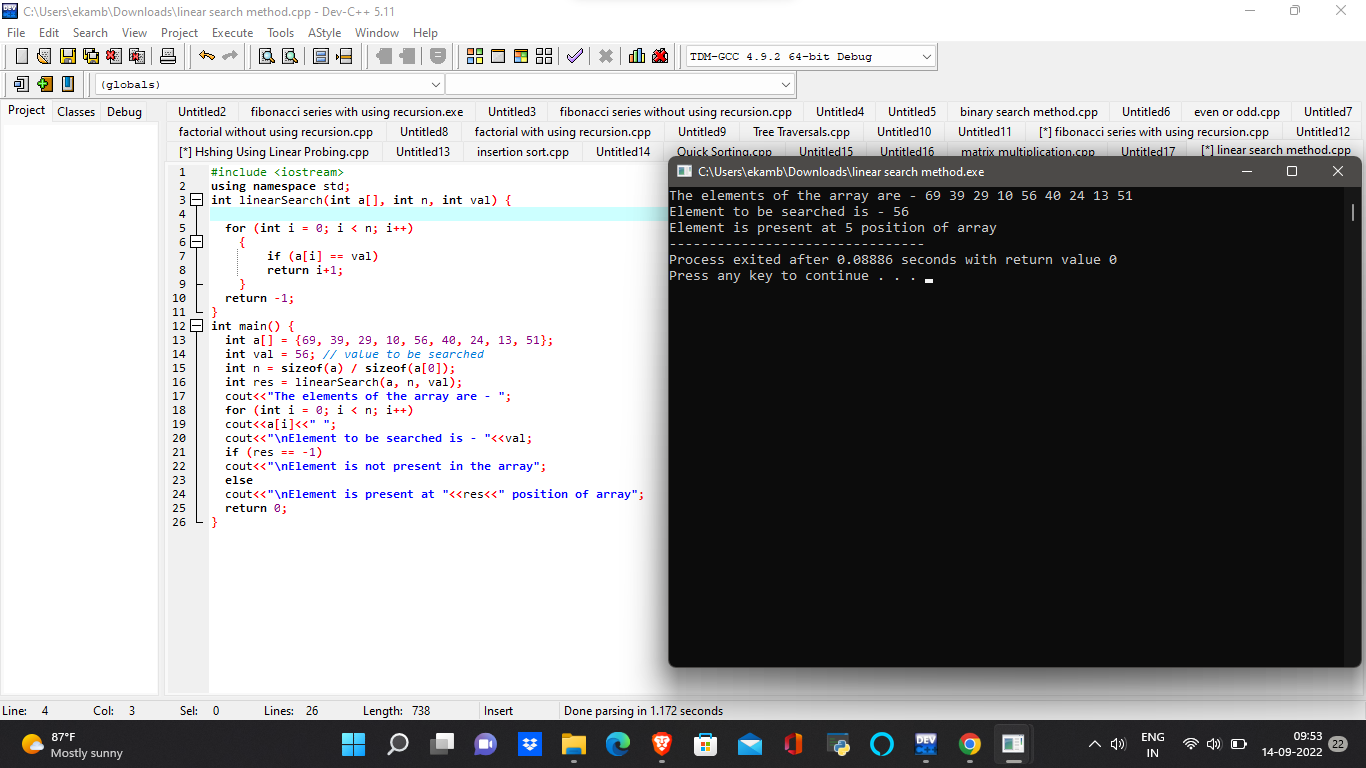 C:\Users\ekamb\Downloads\linear search method.cpp - Dev-C++ 5.11
File Edit Search View Project Execute Tools AStyle Window Help
TDM-GCC 4.9.2 64-bit Debug
(globals)
Project Classes Debug
Untitled2 fibonacci series with using recursion.exe Untitled3 fibonacci series without using recursion.cpp Untitled4 Untitled5 binary search method.cpp Untitled6 even or odd.cpp Untitled7
factorial without using recursion.cpp Untitled8 factorial with using recursion.cpp Untitled9 Tree Traversals.cpp Untitled10 Untitled11 [*] fibonacci series with using recursion.cpp Untitled12
[*] Hshing Using Linear Probing.cpp Untitled13 insertion sort.cpp Untitled14 Quick Sorting.cpp Untitled15 Untitled16 matrix multiplication.cpp Untitled17 [*] linear search method.cpp
1 #include <iostream>
2 using namespace std;
3 int linearSearch(int a[], int n, int val) {
4
5 for (int i = 0; i < n; i++)
6 {
7 if (a[i] == val)
8 return i+1;
9 }
10 return -1;
11 }
12 int main() {
13 int a[] = {69, 39, 29, 10, 56, 40, 24, 13, 51};
14 int val = 56; // value to be searched
15 int n = sizeof(a) / sizeof(a[0]);
16 int res = linearSearch(a, n, val);
17 cout<<"The elements of the array are - ";
18 for (int i = 0; i < n; i++)
19 cout<<a[i]<<" ";
20 cout<<"\nElement to be searched is - "<<val;
21 if (res == -1)
22 cout<<"\nElement is not present in the array";
23 else
24 cout<<"\nElement is present at "<<res<<" position of array";
25 return 0;
26 }
C:\Users\ekamb\Downloads\linear search method.exe
The elements of the array are - 69 39 29 10 56 40 24 13 51
Element to be searched is - 56
Element is present at 5 position of array
--------------------------------
Process exited after 0.08886 seconds with return value 0
Press any key to continue . . .
Line: 4 Col: 3 Sel: 0 Lines: 26 Length: 738 Insert Done parsing in 1.172 seconds
87°F
Mostly sunny
DEV
ENG
IN
09:53
14-09-2022
22